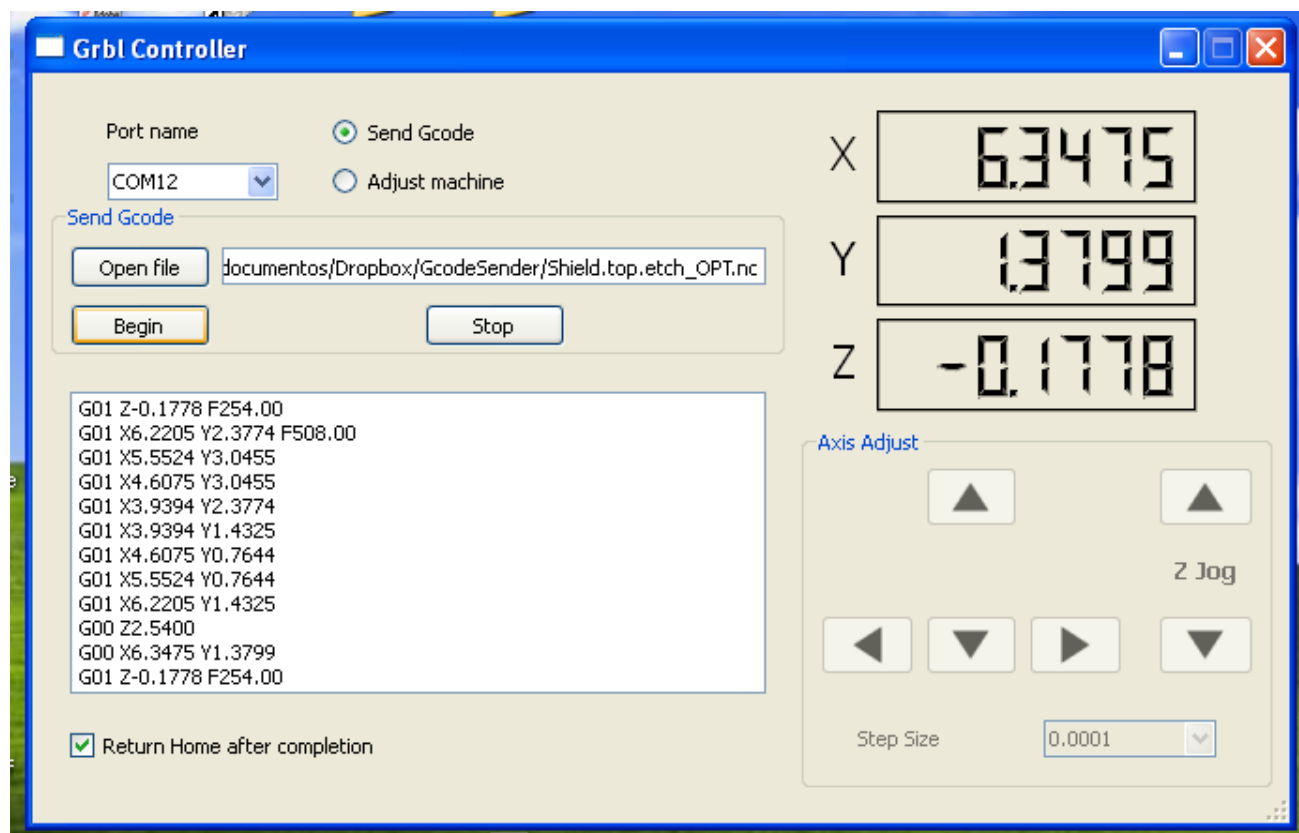 Grbl Controller
Port name
Send Gcode
COM12
Adjust machine
Send Gcode
Open file
documentos/Dropbox/GcodeSender/Shield.top.etch_OPT.nc
Begin
Stop
G01 Z-0.1778 F254.00
G01 X6.2205 Y2.3774 F508.00
G01 X5.5524 Y3.0455
G01 X4.6075 Y3.0455
G01 X3.9394 Y2.3774
G01 X3.9394 Y1.4325
G01 X4.6075 Y0.7644
G01 X5.5524 Y0.7644
G01 X6.2205 Y1.4325
G00 Z2.5400
G00 X6.3475 Y1.3799
G01 Z-0.1778 F254.00
Return Home after completion
X 6.3475
Y 1.3799
Z -0.1778
Axis Adjust
Z Jog
Step Size
0.0001